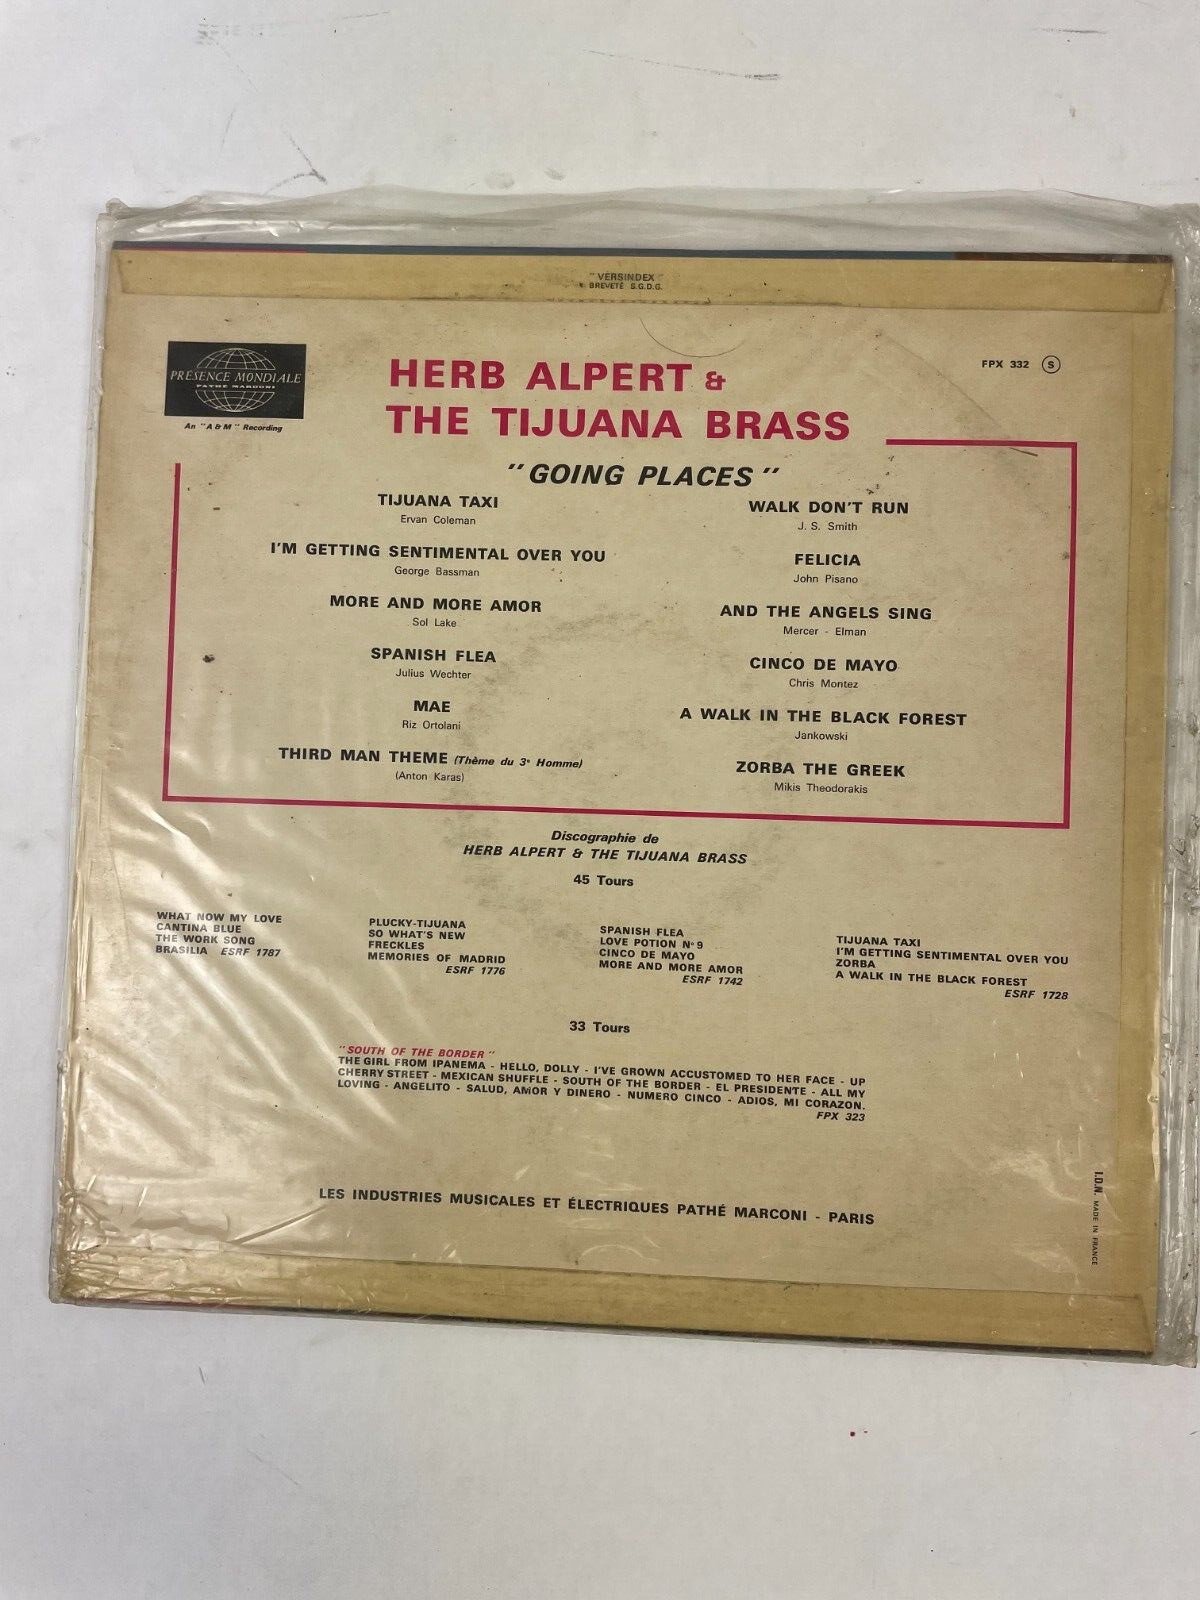 "VERSINDEX"
BREVETÉ S.G.D.G.
PRÉSENCE MONDIALE
PATHÉ MARCONI
An "A & M" Recording
FPX 332 S
HERB ALPERT &
THE TIJUANA BRASS
"GOING PLACES"
TIJUANA TAXI
Ervan Coleman
I'M GETTING SENTIMENTAL OVER YOU
George Bassman
MORE AND MORE AMOR
Sol Lake
SPANISH FLEA
Julius Wechter
MAE
Riz Ortolani
THIRD MAN THEME (Thème du 3e Homme)
(Anton Karas)
WALK DON'T RUN
J. S. Smith
FELICIA
John Pisano
AND THE ANGELS SING
Mercer - Elman
CINCO DE MAYO
Chris Montez
A WALK IN THE BLACK FOREST
Jankowski
ZORBA THE GREEK
Mikis Theodorakis
Discographie de
HERB ALPERT & THE TIJUANA BRASS
45 Tours
WHAT NOW MY LOVE
CANTINA BLUE
THE WORK SONG
BRASILIA ESRF 1787
PLUCKY-TIJUANA
SO WHAT'S NEW
FRECKLES
MEMORIES OF MADRID
ESRF 1776
SPANISH FLEA
LOVE POTION N° 9
CINCO DE MAYO
MORE AND MORE AMOR
ESRF 1742
TIJUANA TAXI
I'M GETTING SENTIMENTAL OVER YOU
ZORBA
A WALK IN THE BLACK FOREST
ESRF 1728
33 Tours
"SOUTH OF THE BORDER"
THE GIRL FROM IPANEMA - HELLO, DOLLY - I'VE GROWN ACCUSTOMED TO HER FACE - UP
CHERRY STREET - MEXICAN SHUFFLE - SOUTH OF THE BORDER - EL PRESIDENTE - ALL MY
LOVING - ANGELITO - SALUD, AMOR Y DINERO - NUMERO CINCO - ADIOS, MI CORAZON.
FPX 323
LES INDUSTRIES MUSICALES ET ÉLECTRIQUES PATHÉ MARCONI - PARIS
I.D.N. MADE IN FRANCE